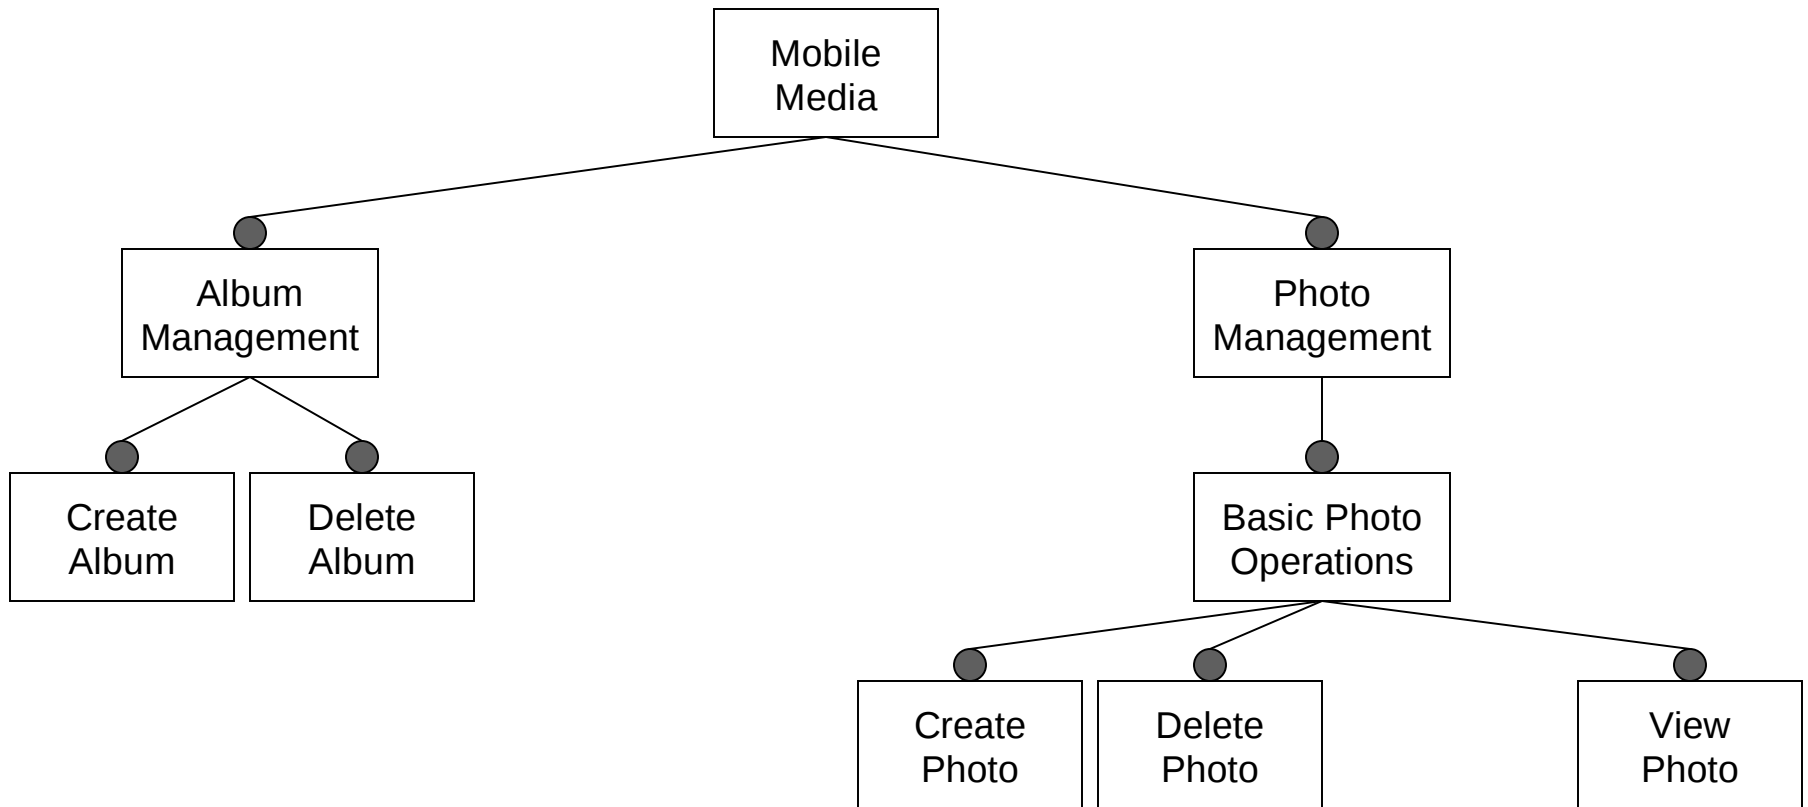 Mobile
Media
Album
Management
Photo
Management
Create
Album
Delete
Album
Basic Photo
Operations
Create
Photo
Delete
Photo
View
Photo